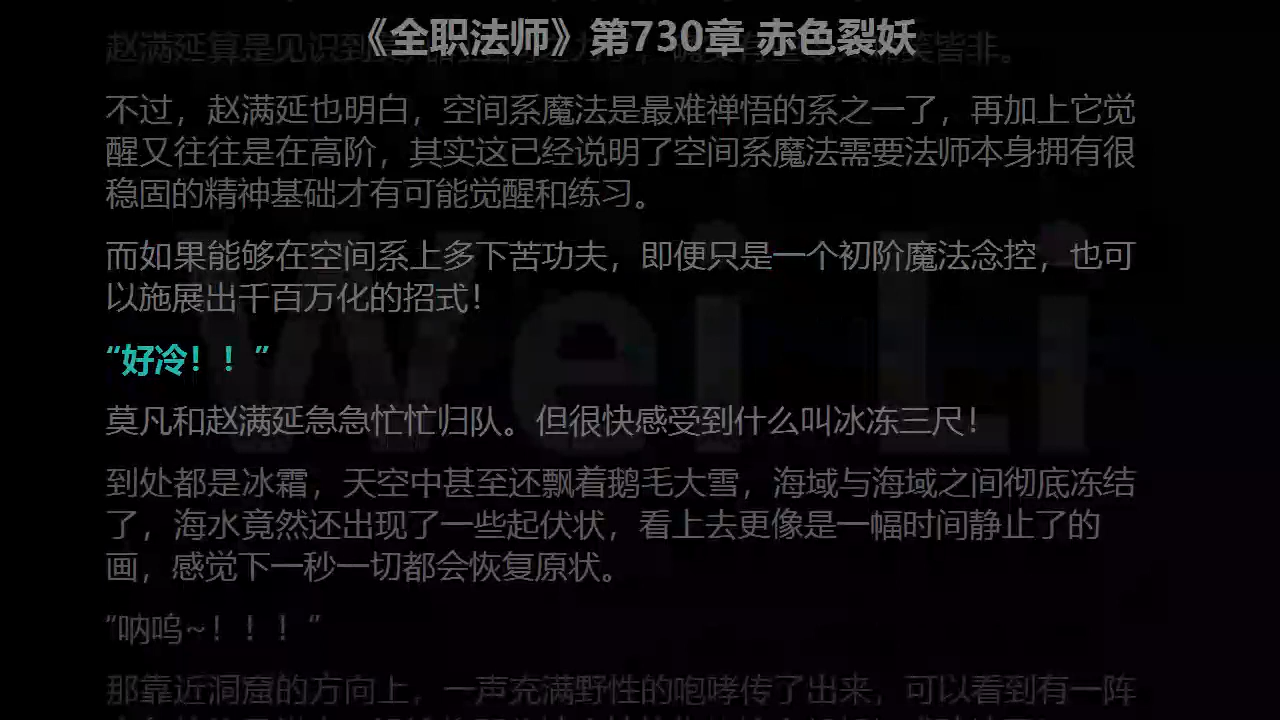 《全职法师》第730章 赤色裂妖
赵满延算是见识到
笑皆非。
不过，赵满延也明白，空间系魔法是最难禅悟的系之一了，再加上它觉
醒又往往是在高阶，其实这已经说明了空间系魔法需要法师本身拥有很
稳固的精神基础才有可能觉醒和练习。
而如果能够在空间系上多下苦功夫，即便只是一个初阶魔法念控，也可
以施展出千百万化的招式！
“好冷！！”
莫凡和赵满延急急忙忙归队。但很快感受到什么叫冰冻三尺！
到处都是冰霜，天空中甚至还飘着鹅毛大雪，海域与海域之间彻底冻结
了，海水竟然还出现了一些起伏状，看上去更像是一幅时间静止了的
画，感觉下一秒一切都会恢复原状。
“呐呜~！！！”
那靠近洞窟的方向上，一声充满野性的咆哮传了出来，可以看到有一阵
Wei Li